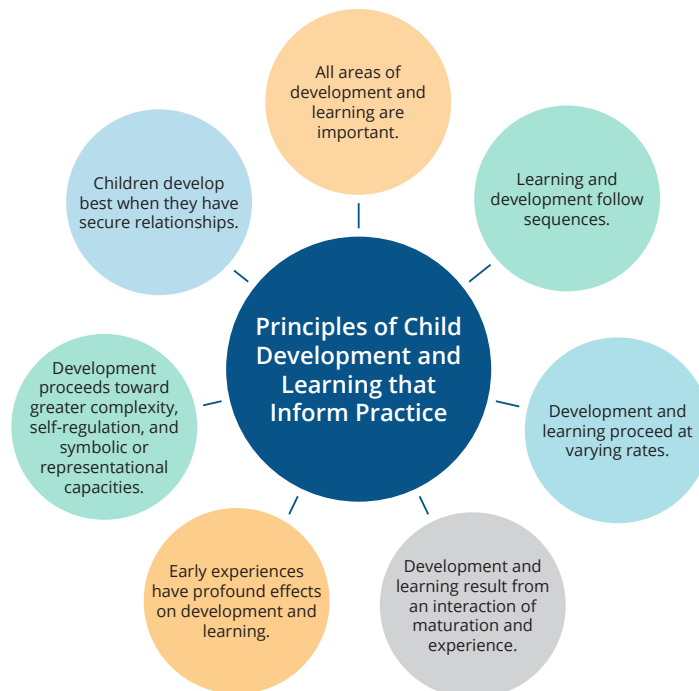 All areas of
development and
learning are
important.
Learning and
development follow
sequences.
Development and
learning proceed at
varying rates.
Development and
learning result from
an interaction of
maturation and
experience.
Early experiences
have profound effects
on development and
learning.
Development
proceeds toward
greater complexity,
self-regulation, and
symbolic or
representational
capacities.
Children develop
best when they have
secure relationships.
Principles of Child
Development and
Learning that
Inform Practice